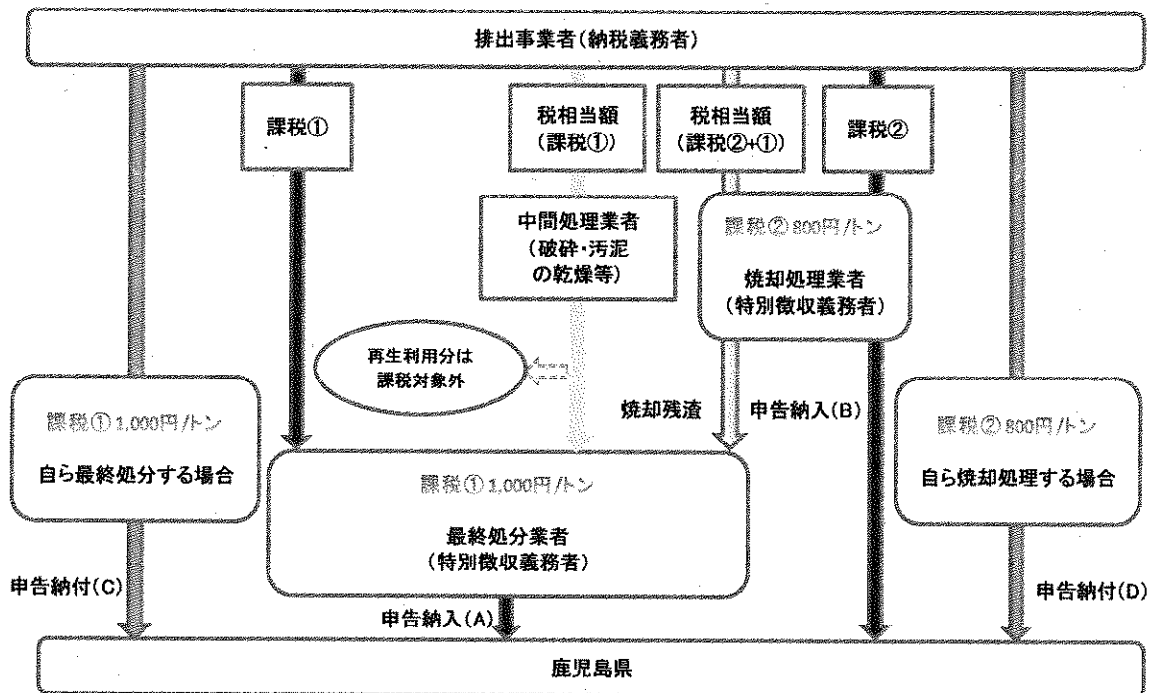 排出事業者(納税義務者)
課税①
税相当額
(課税①)
税相当額
(課税②+①)
課税②
中間処理業者
(破砕・汚泥
の乾燥等)
課税② 800円/トン
焼却処理業者
(特別徴収義務者)
再生利用分は
課税対象外
焼却残渣
申告納入(B)
課税① 1,000円/トン
自ら最終処分する場合
課税① 1,000円/トン
最終処分業者
(特別徴収義務者)
課税② 800円/トン
自ら焼却処理する場合
申告納付(C)
申告納入(A)
申告納付(D)
鹿児島県